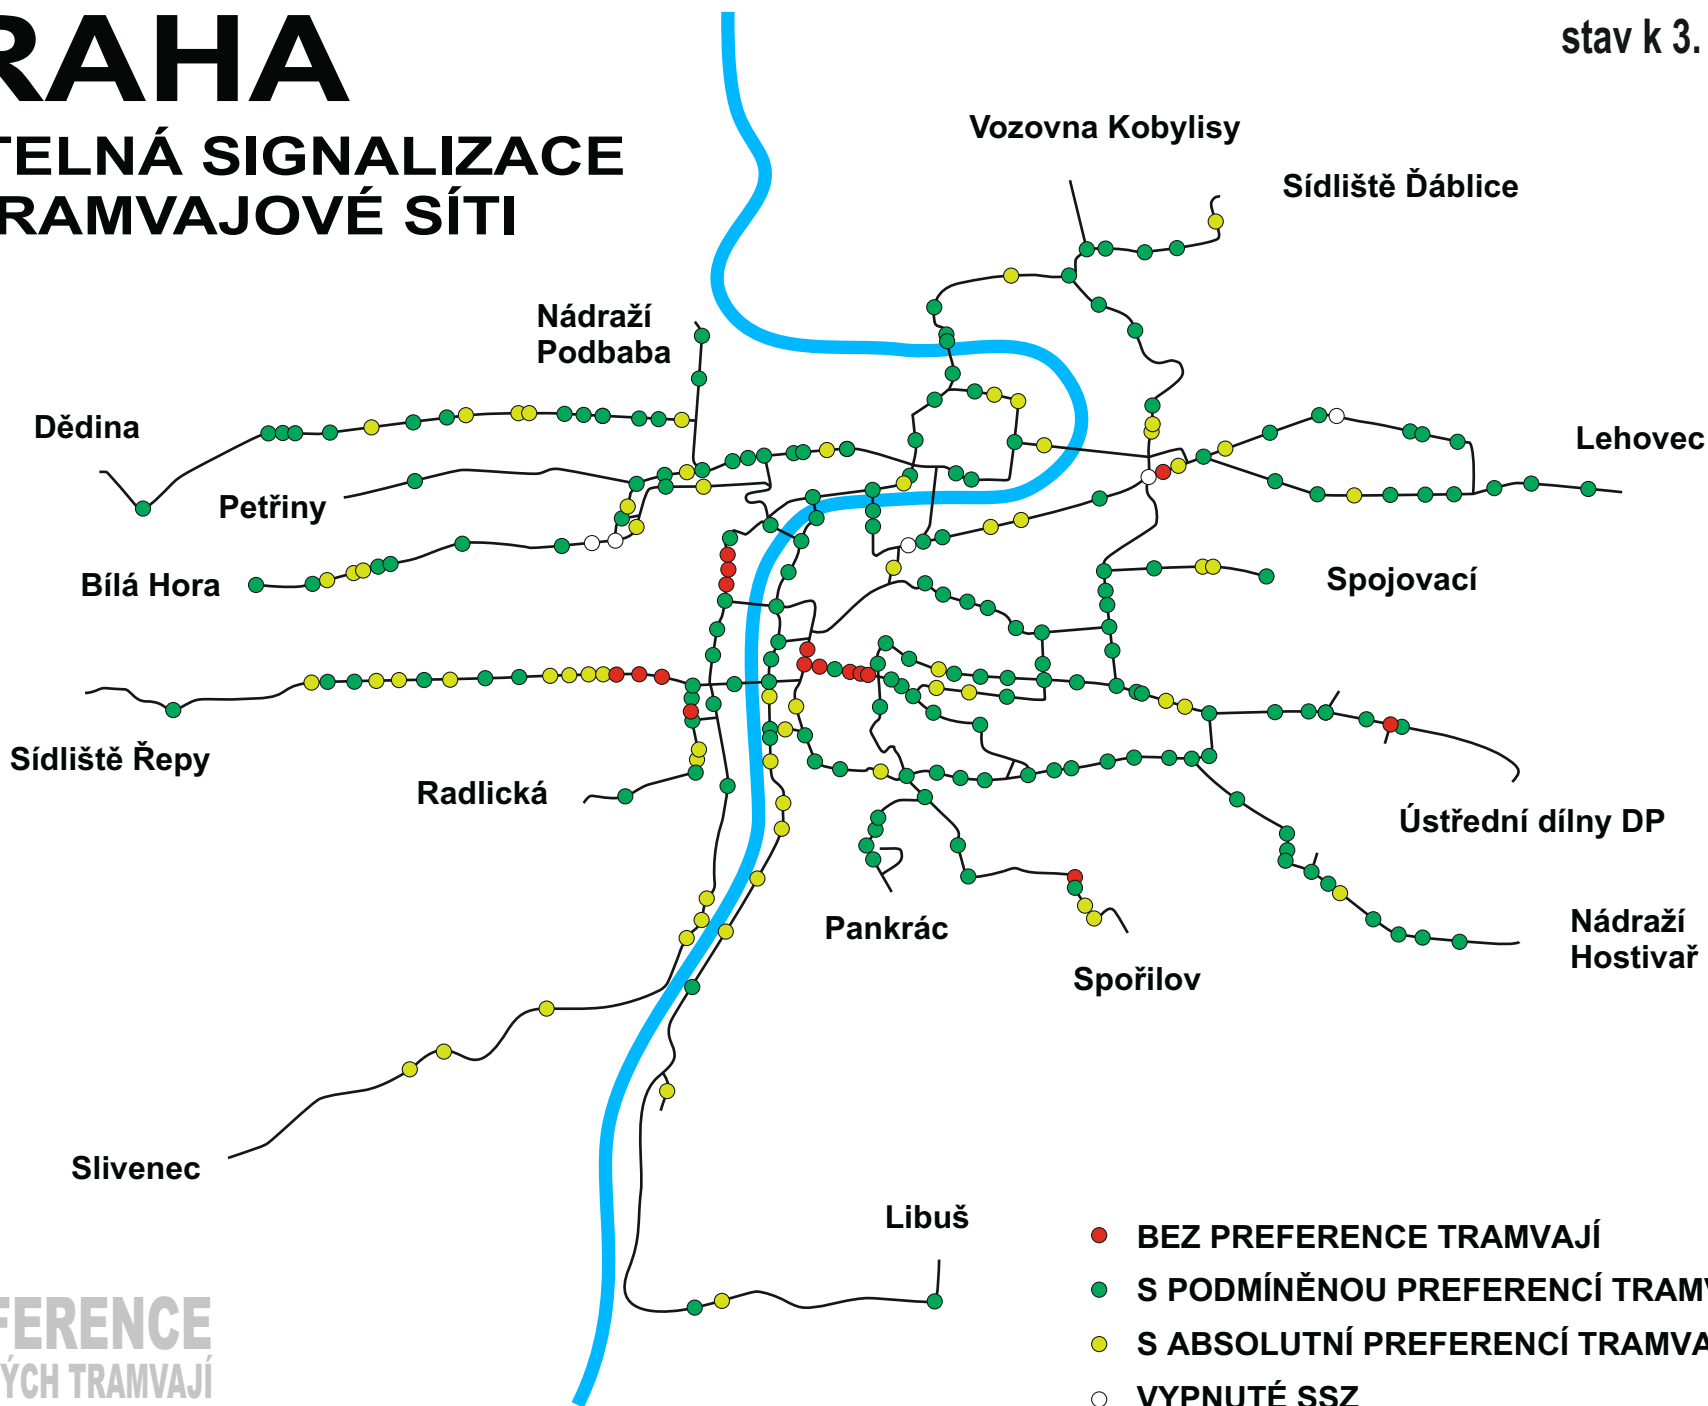 RAHA
stav k 3.
TELNÁ SIGNALIZACE
RAMVAJOVÉ SÍTI
Vozovna Kobylisy
Sídliště Ďáblice
Nádraží
Podbaba
Dědina
Lehovec
Petřiny
Bílá Hora
Spojovací
Sídliště Řepy
Radlická
Ústřední dílny DP
Pankrác
Nádraží
Hostivař
Spořilov
Slivenec
Libuš
BEZ PREFERENCE TRAMVAJÍ
S PODMÍNĚNOU PREFERENCÍ TRAMV
S ABSOLUTNÍ PREFERENCÍ TRAMVA
VYPNUTÉ SSZ
FERENCE
ÝCH TRAMVAJÍ